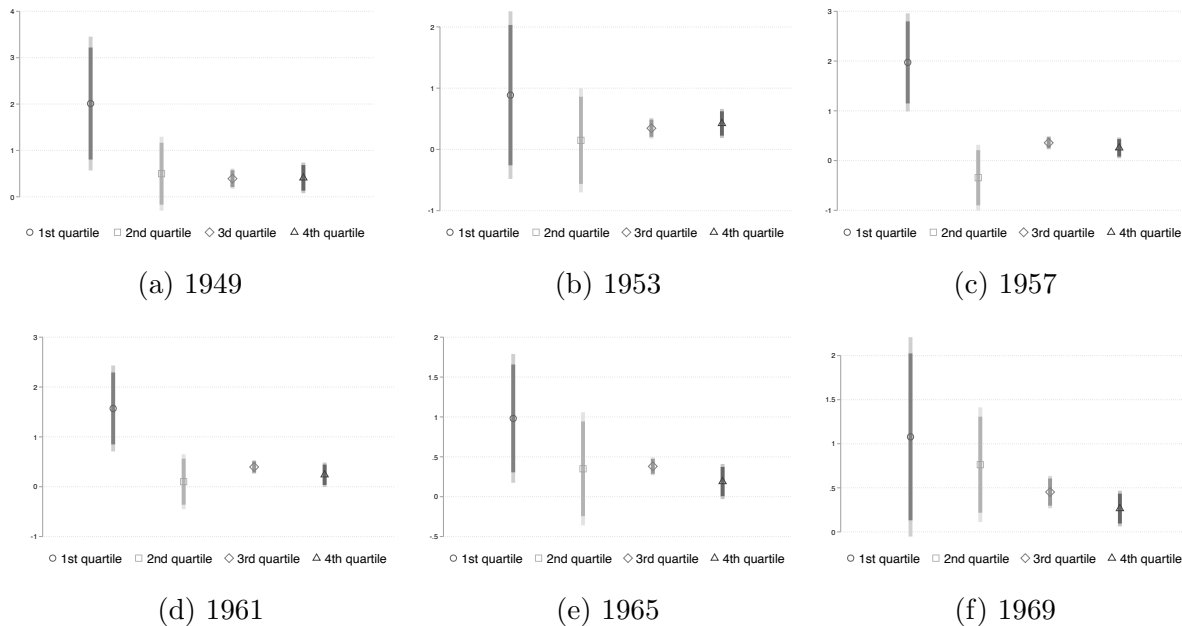 4
3
2
1
0
○ 1st quartile □ 2nd quartile ◇ 3d quartile △ 4th quartile
(a) 1949
2
1
0
-1
○ 1st quartile □ 2nd quartile ◇ 3rd quartile △ 4th quartile
(b) 1953
3
2
1
0
-1
○ 1st quartile □ 2nd quartile ◇ 3rd quartile △ 4th quartile
(c) 1957
3
2
1
0
-1
○ 1st quartile □ 2nd quartile ◇ 3rd quartile △ 4th quartile
(d) 1961
2
1.5
1
.5
0
-.5
○ 1st quartile □ 2nd quartile ◇ 3rd quartile △ 4th quartile
(e) 1965
2
1.5
1
.5
0
○ 1st quartile □ 2nd quartile ◇ 3rd quartile △ 4th quartile
(f) 1969